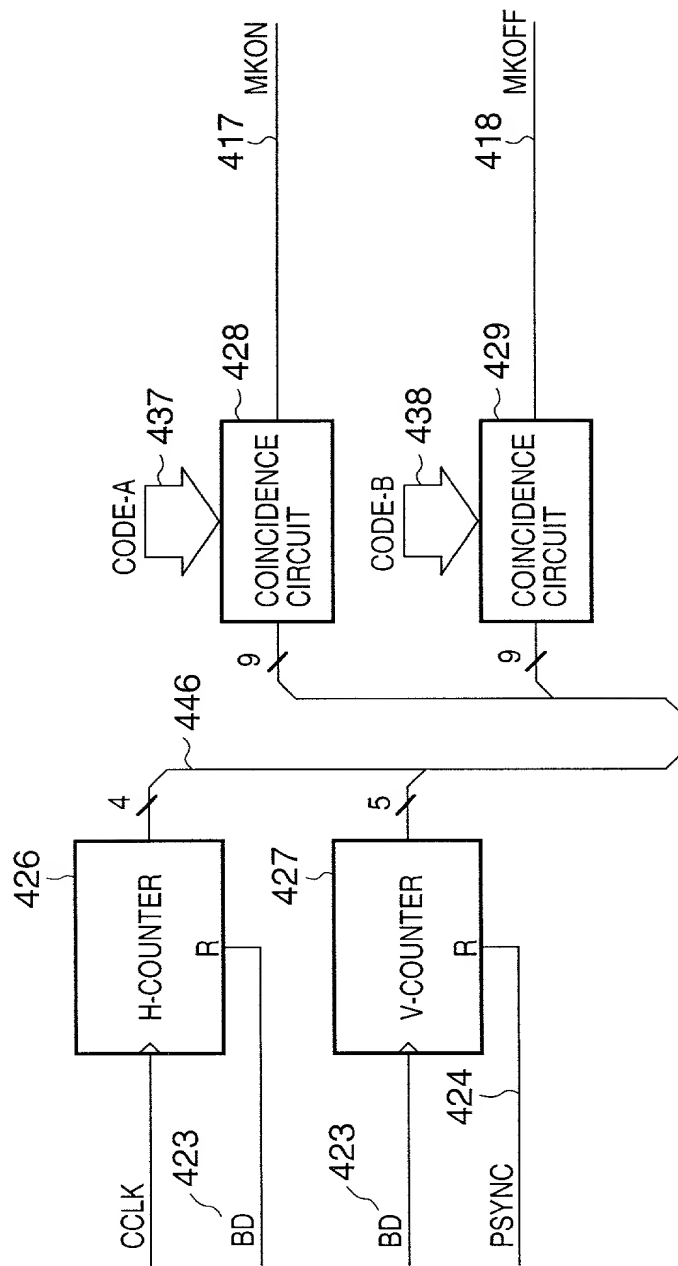 CCLK
423
BD
426
H-COUNTER
R
4
446
423
BD
427
V-COUNTER
R
5
424
PSYNC
9
CODE-A
437
428
COINCIDENCE
CIRCUIT
417
MKON
9
CODE-B
438
429
COINCIDENCE
CIRCUIT
418
MKOFF